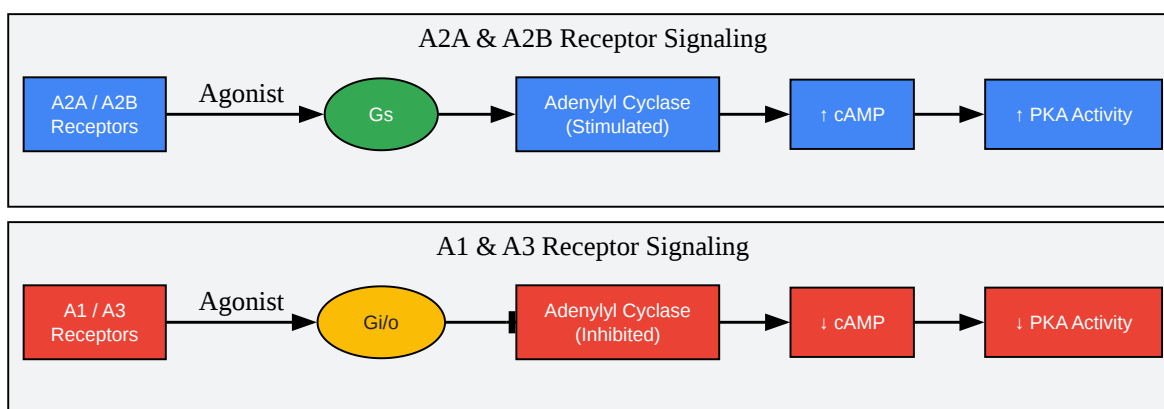 A2A & A2B Receptor Signaling
A2A / A2B
Receptors
Agonist
Gs
Adenylyl Cyclase
(Stimulated)
↑ cAMP
↑ PKA Activity
A1 & A3 Receptor Signaling
A1 / A3
Receptors
Agonist
Gi/o
Adenylyl Cyclase
(Inhibited)
↓ cAMP
↓ PKA Activity